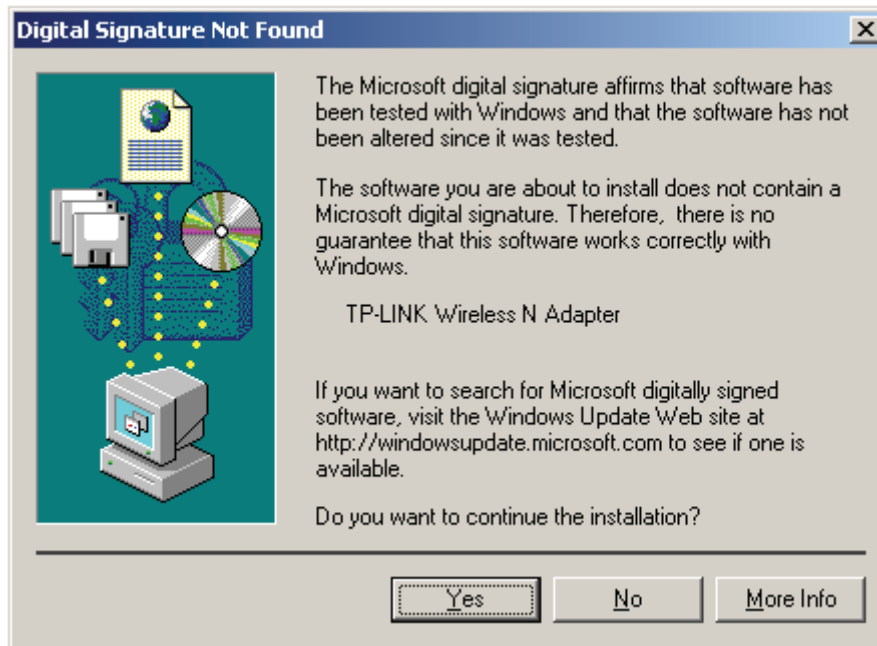 Digital Signature Not Found
The Microsoft digital signature affirms that software has
been tested with Windows and that the software has not
been altered since it was tested.
The software you are about to install does not contain a
Microsoft digital signature. Therefore, there is no
guarantee that this software works correctly with
Windows.
TP-LINK Wireless N Adapter
If you want to search for Microsoft digitally signed
software, visit the Windows Update Web site at
http://windowsupdate.microsoft.com to see if one is
available.
Do you want to continue the installation?
Yes No More Info